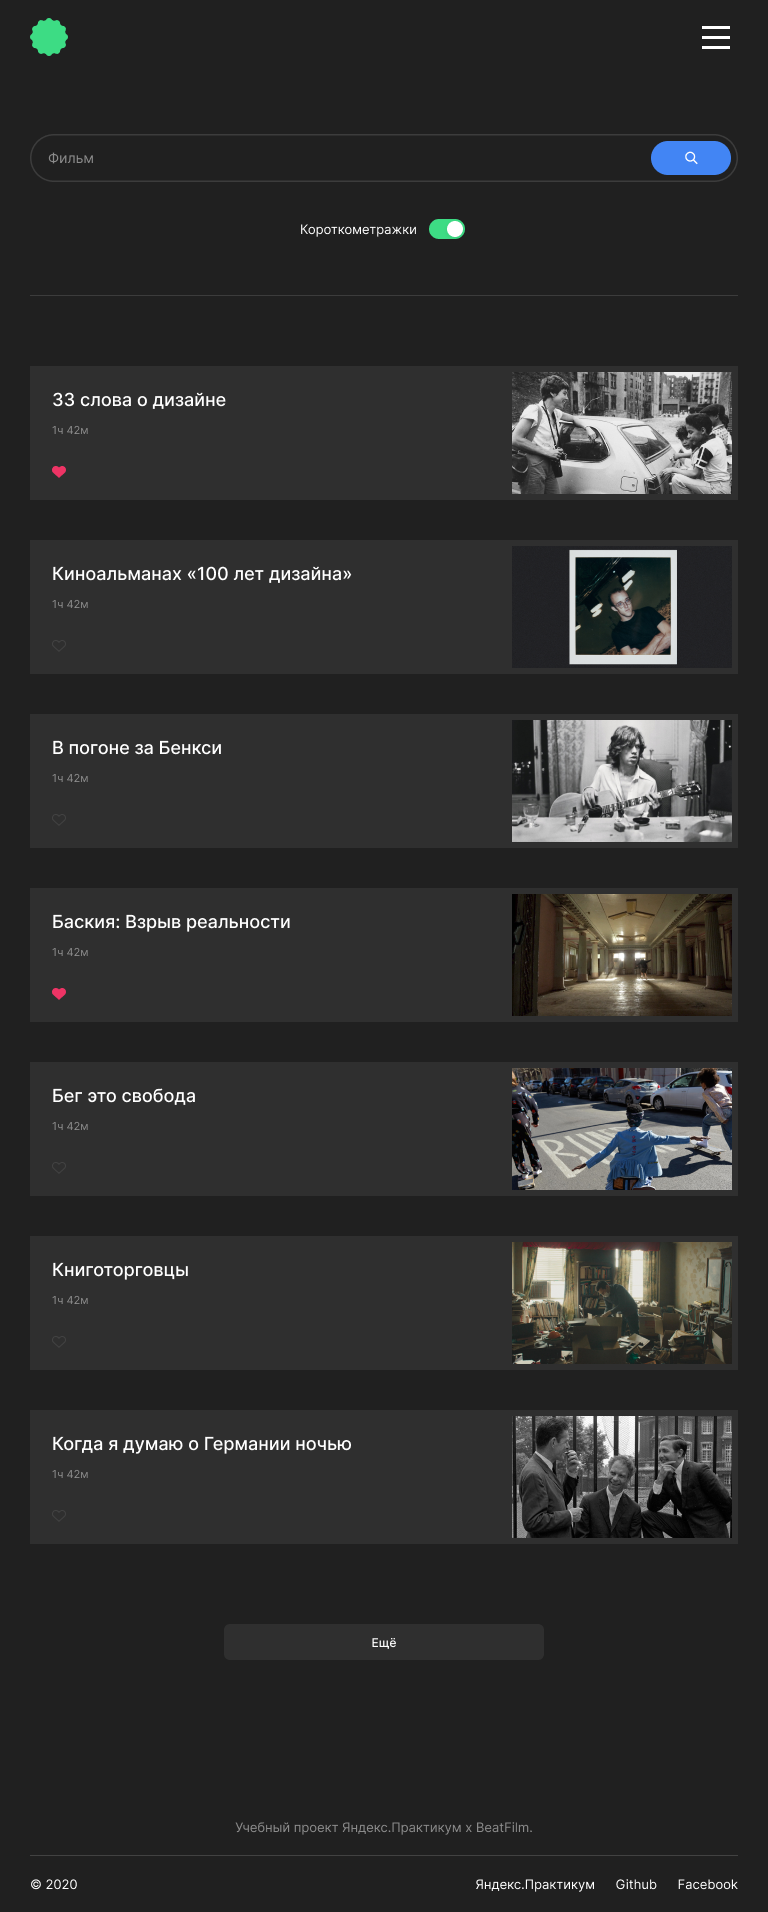 Фильм
Короткометражки
33 слова о дизайне
1ч 42м
Киноальманах «100 лет дизайна»
1ч 42м
В погоне за Бенкси
1ч 42м
Баския: Взрыв реальности
1ч 42м
Бег это свобода
1ч 42м
Книготорговцы
1ч 42м
Когда я думаю о Германии ночью
1ч 42м
Ещё
Учебный проект Яндекс.Практикум х BeatFilm.
© 2020 Яндекс.Практикум Github Facebook